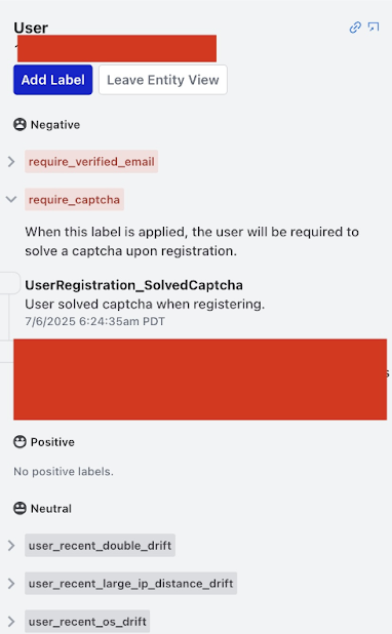 User
Add Label
Leave Entity View
Negative
require_verified_email
require_captcha
When this label is applied, the user will be required to
solve a captcha upon registration.
UserRegistration_SolvedCaptcha
User solved captcha when registering.
7/6/2025 6:24:35am PDT
Positive
No positive labels.
Neutral
user_recent_double_drift
user_recent_large_ip_distance_drift
user_recent_os_drift